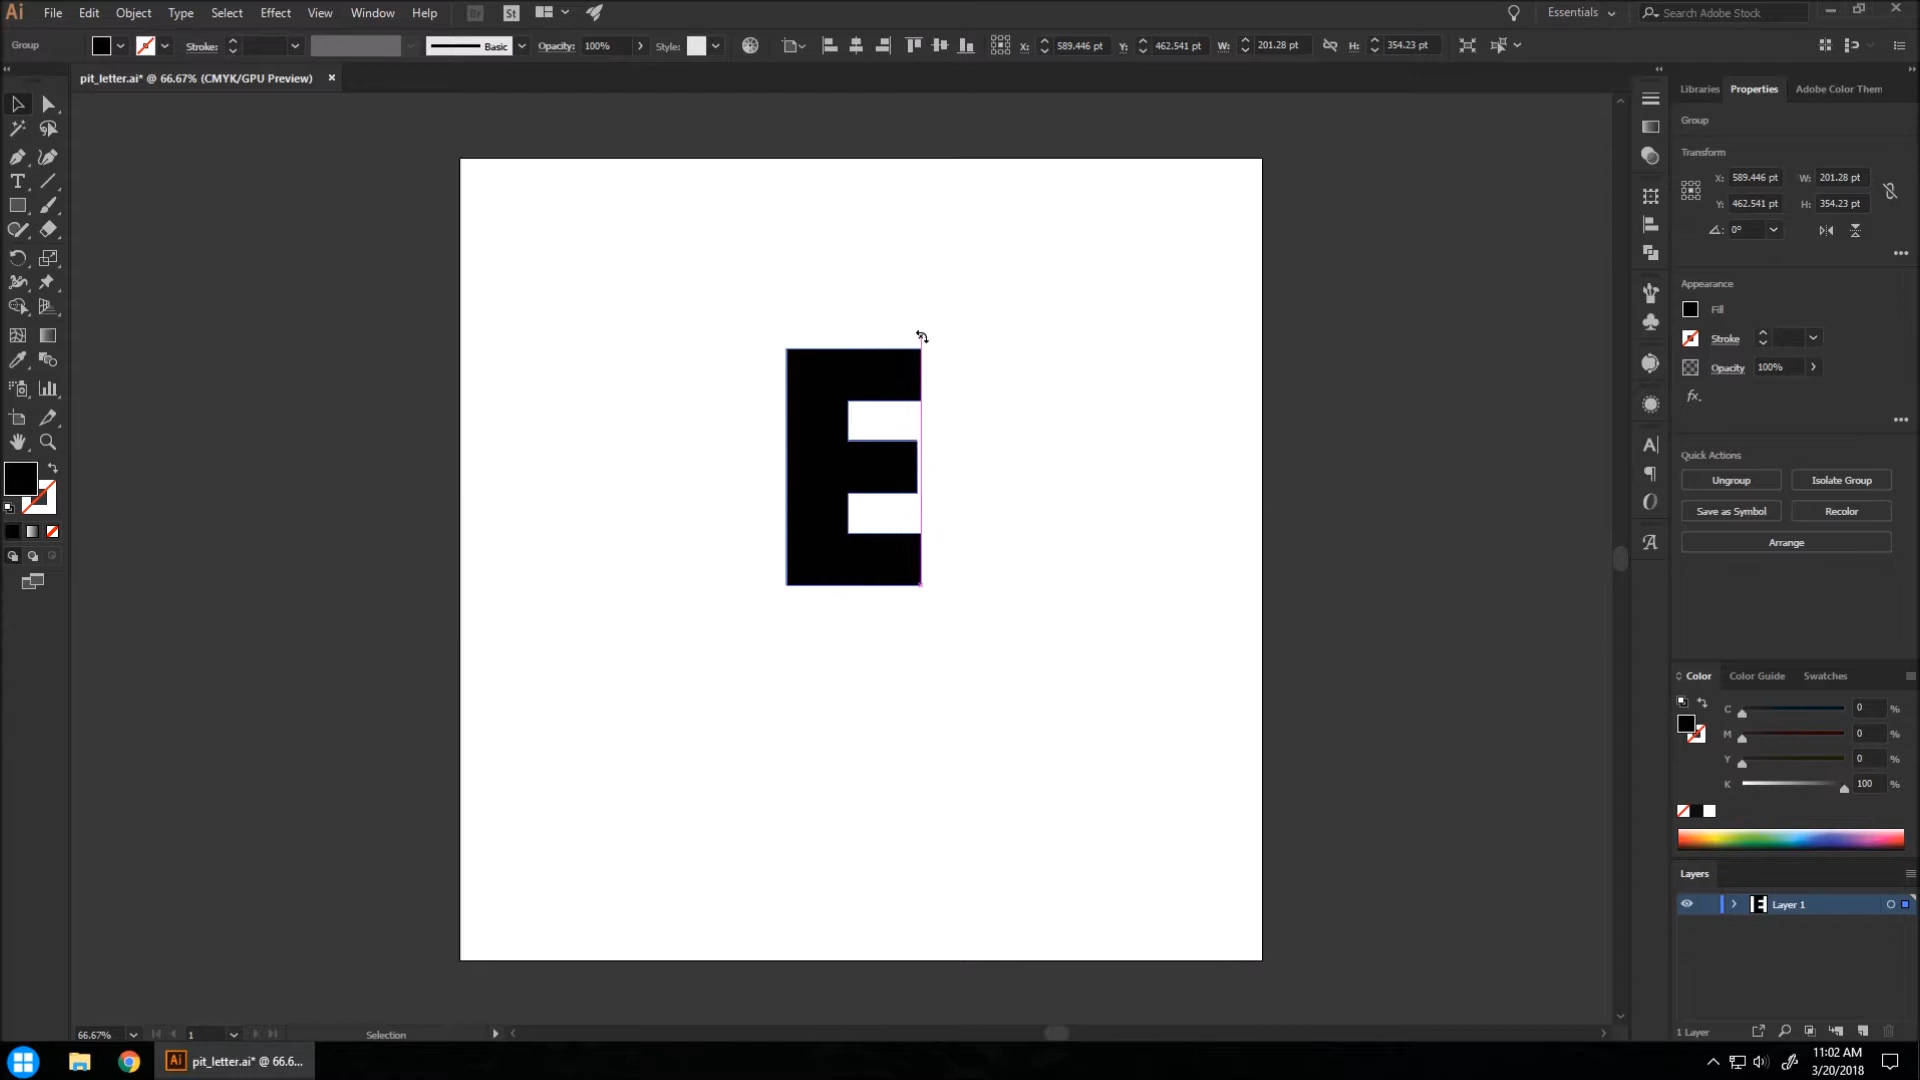 Ai File Edit Object Type Select Effect View Window Help Br St Essentials Search Adobe Stock
Group Stroke: Basic Opacity: 100% Style: X: 589.446 pt Y: 462.541 pt W: 201.28 pt H: 354.23 pt
pit_letter.ai* @ 66.67% (CMYK/GPU Preview) ×
Libraries Properties Adobe Color Them
Group
Transform
X: 589.446 pt W: 201.28 pt
Y: 462.541 pt H: 354.23 pt
0°
Appearance
Fill
Stroke
Opacity 100%
fx.
Quick Actions
Ungroup Isolate Group
Save as Symbol Recolor
Arrange
E
Color Color Guide Swatches
C 0 %
M 0 %
Y 0 %
K 100 %
Layers
E Layer 1
1 Layer
66.67% 1 Selection
Ai pit_letter.ai* @ 66.6...
11:02 AM
3/20/2018